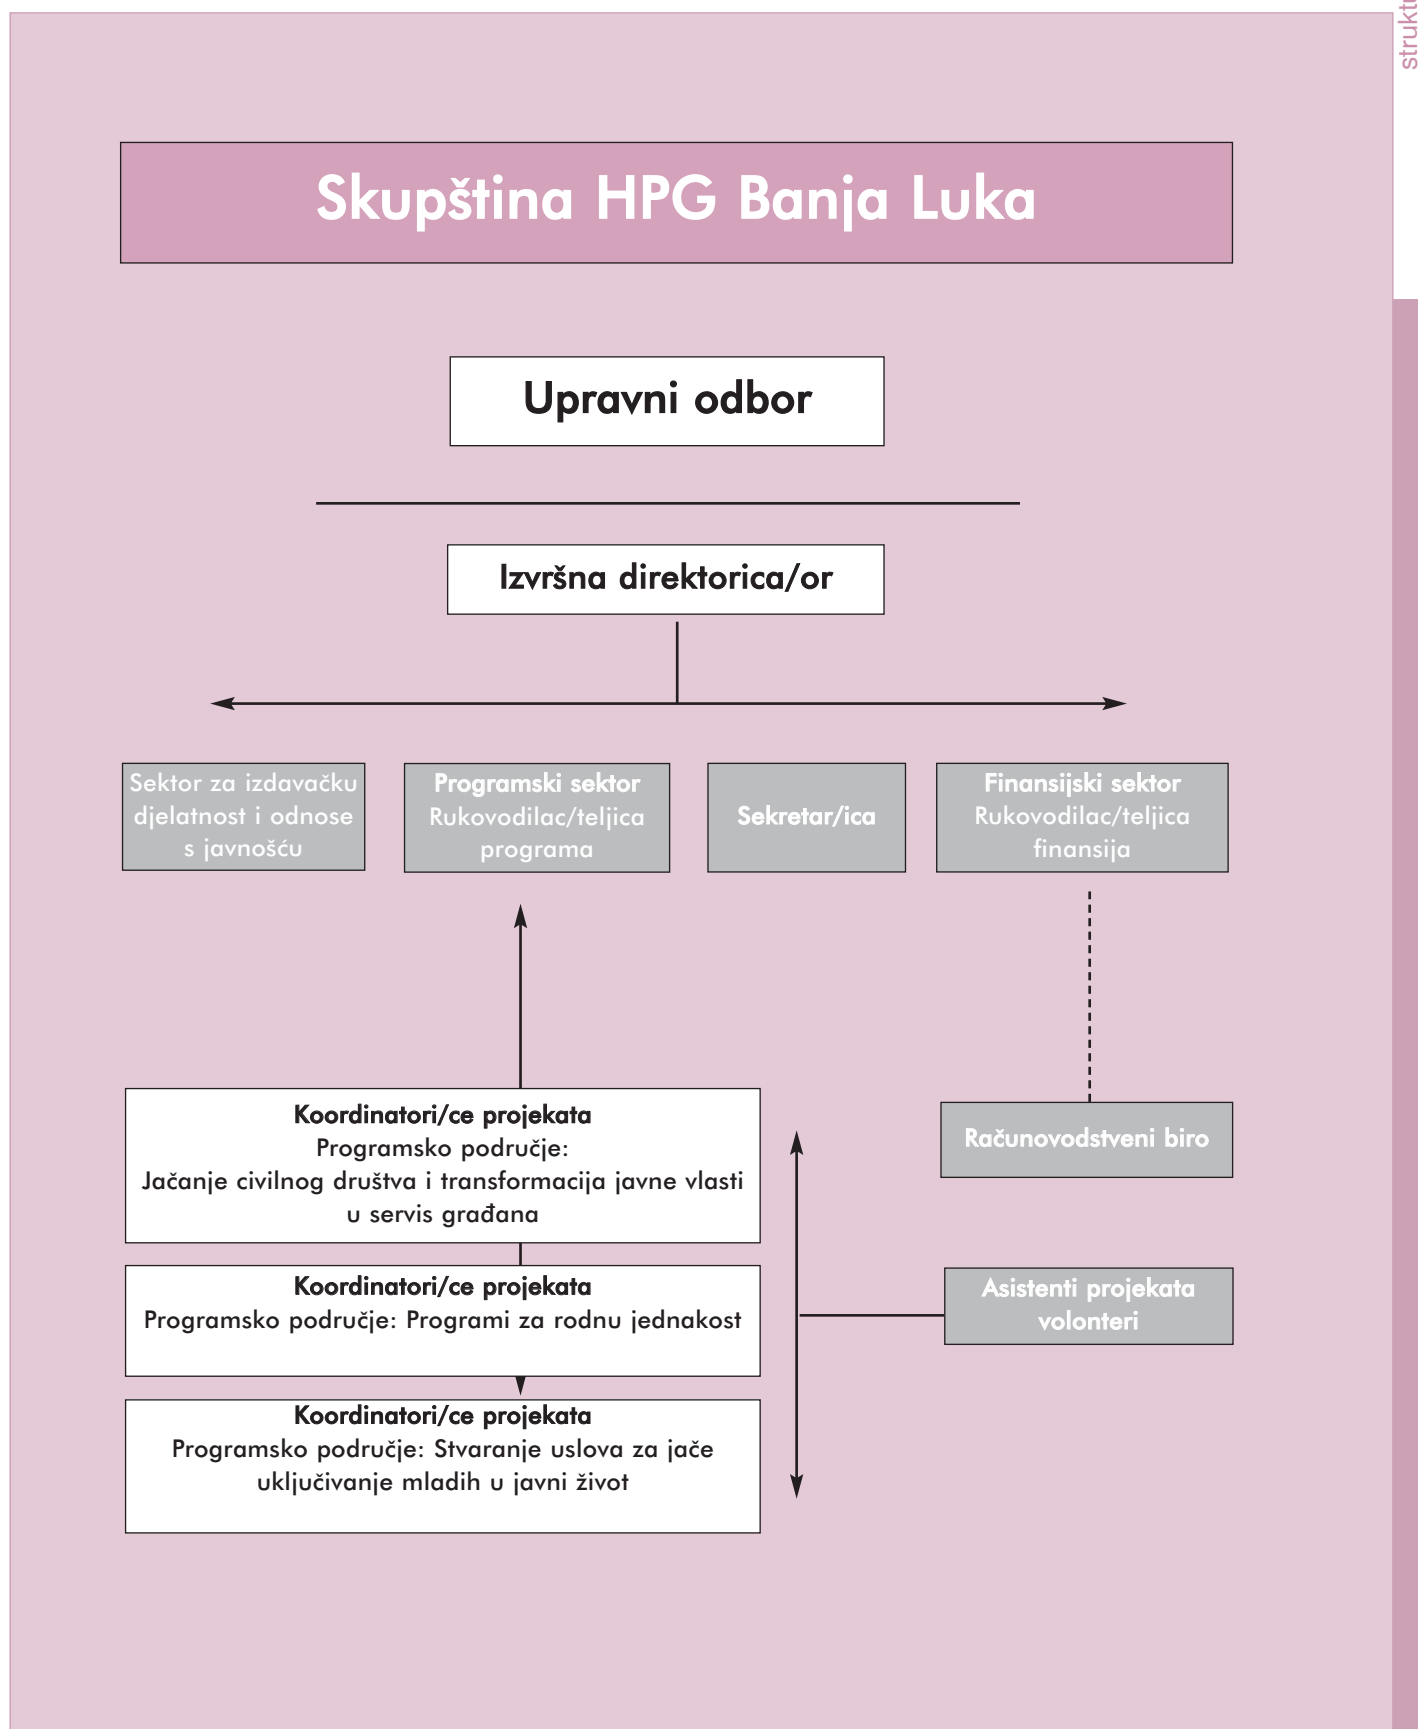 Skupština HPG Banja Luka
Upravni odbor
Izvršna direktorica/or
Sektor za izdavačku
djelatnost i odnose
s javnošću
Programski sektor
Rukovodilac/teljica
programa
Sekretar/ica
Finansijski sektor
Rukovodilac/teljica
finansija
Koordinatori/ce projekata
Programsko područje:
Jačanje civilnog društva i transformacija javne vlasti
u servis građana
Računovodstveni biro
Koordinatori/ce projekata
Programsko područje: Programi za rodnu jednakost
Asistenti projekata
volonteri
Koordinatori/ce projekata
Programsko područje: Stvaranje uslova za jače
uključivanje mladih u javni život